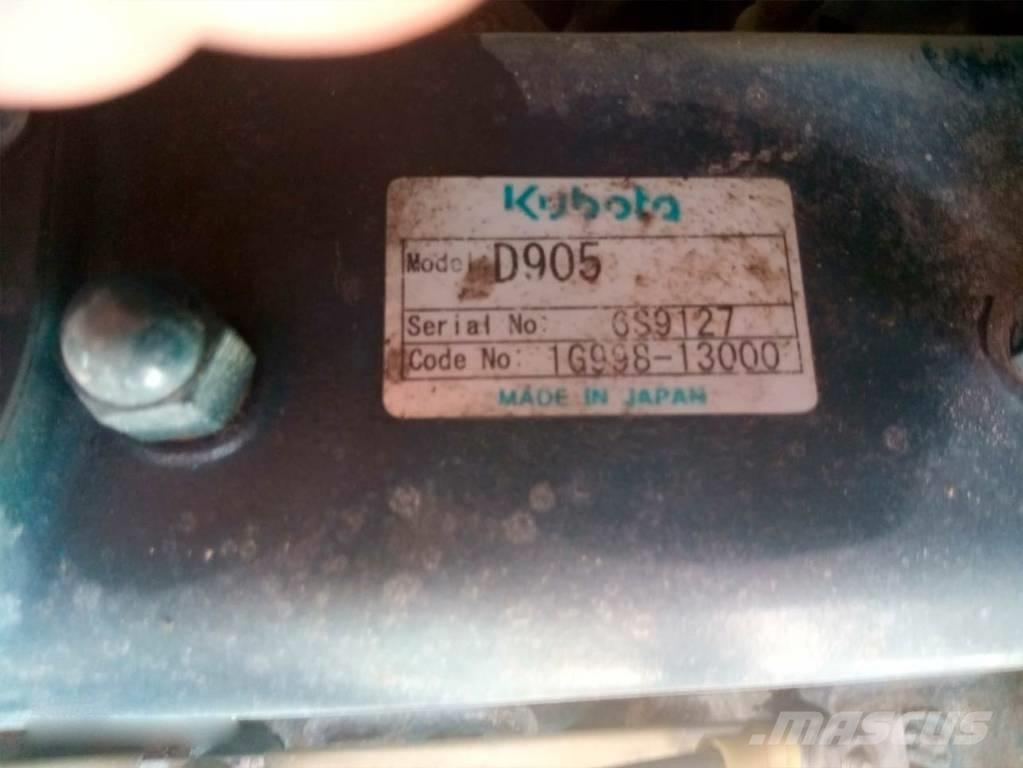 Kubota
Model D905
Serial No: 6S9127
Code No: 1G998-13000
MADE IN JAPAN
MASCUS